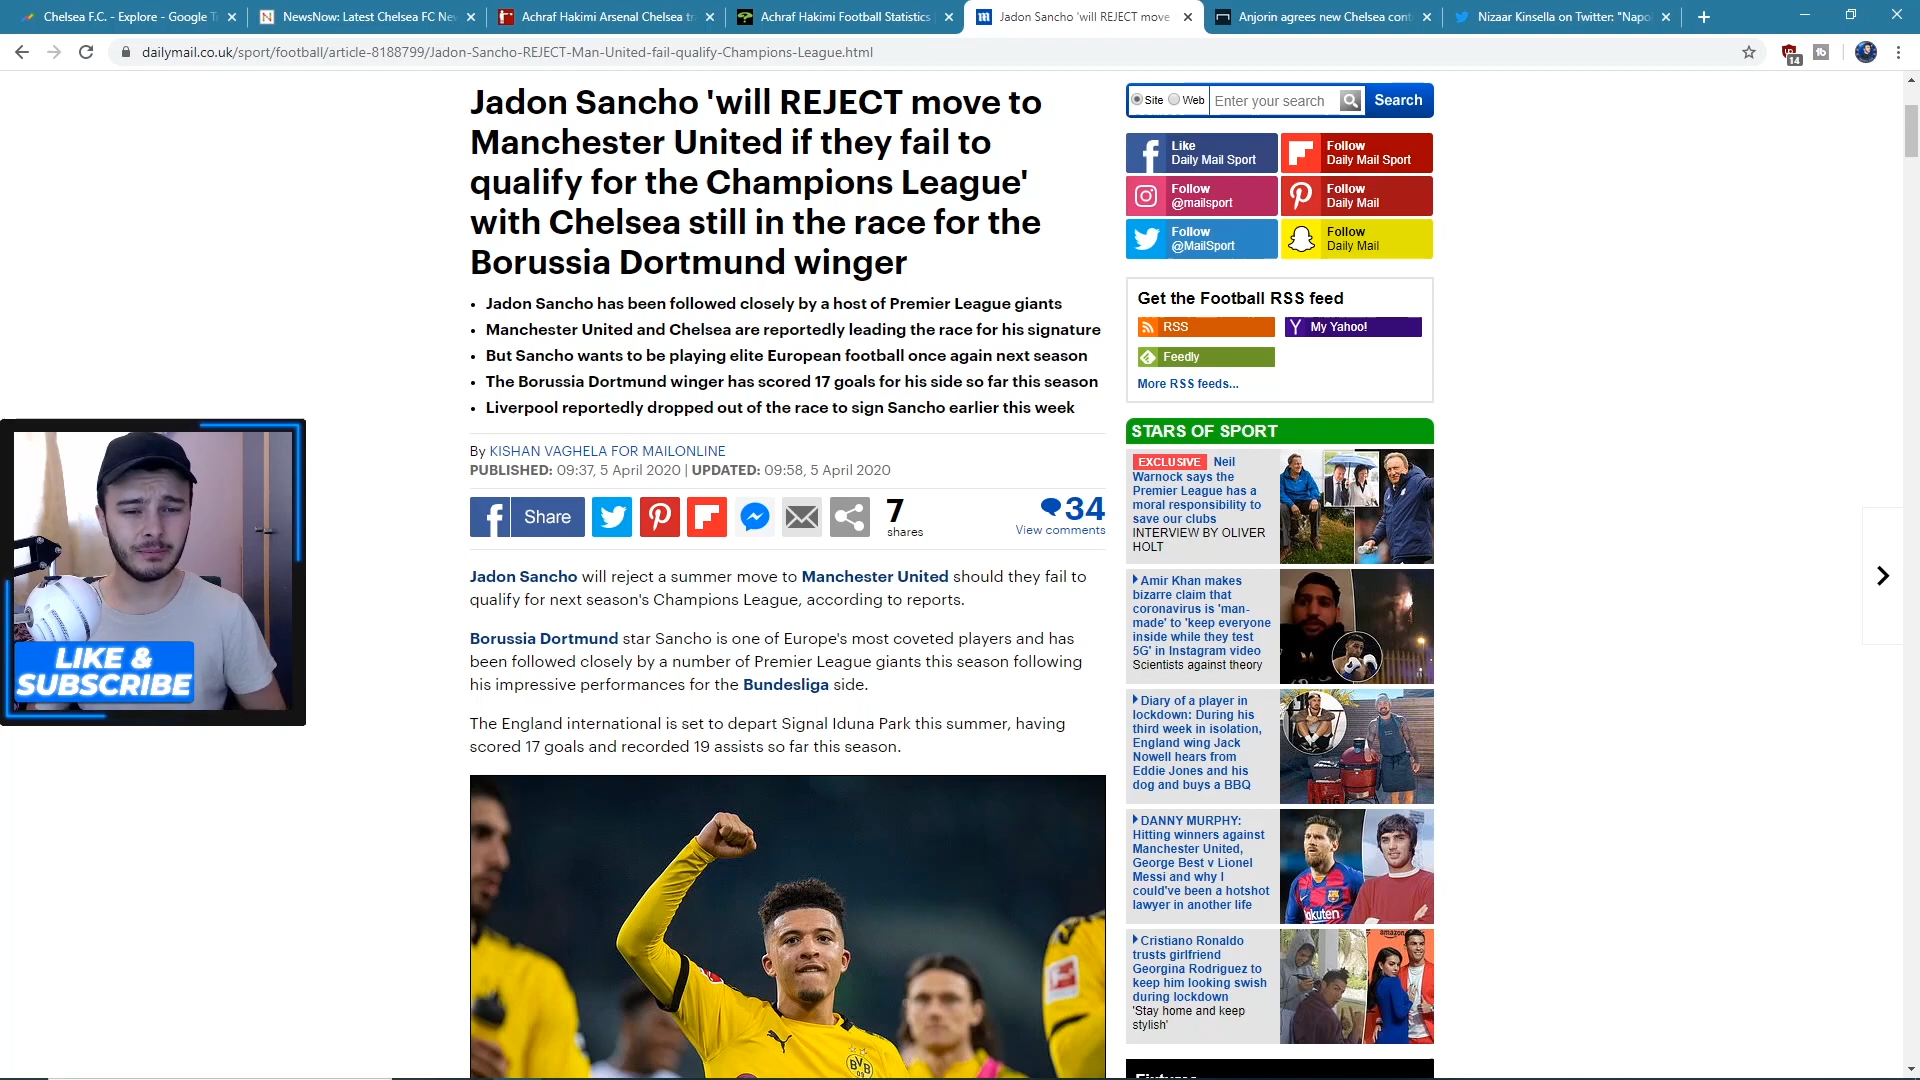 Chelsea F.C. - Explore - Google T
NewsNow: Latest Chelsea FC New
Achraf Hakimi Arsenal Chelsea tr
Achraf Hakimi Football Statistics
Jadon Sancho 'will REJECT move
Anjorin agrees new Chelsea cont
Nizaar Kinsella on Twitter: "Napo
dailymail.co.uk/sport/football/article-8188799/Jadon-Sancho-REJECT-Man-United-fail-qualify-Champions-League.html
14
Jadon Sancho 'will REJECT move to
Manchester United if they fail to
qualify for the Champions League'
with Chelsea still in the race for the
Borussia Dortmund winger
• Jadon Sancho has been followed closely by a host of Premier League giants
• Manchester United and Chelsea are reportedly leading the race for his signature
• But Sancho wants to be playing elite European football once again next season
• The Borussia Dortmund winger has scored 17 goals for his side so far this season
• Liverpool reportedly dropped out of the race to sign Sancho earlier this week
By KISHAN VAGHELA FOR MAILONLINE
PUBLISHED: 09:37, 5 April 2020 | UPDATED: 09:58, 5 April 2020
Share
7
shares
34
View comments
Jadon Sancho will reject a summer move to Manchester United should they fail to
qualify for next season's Champions League, according to reports.
Borussia Dortmund star Sancho is one of Europe's most coveted players and has
been followed closely by a number of Premier League giants this season following
his impressive performances for the Bundesliga side.
The England international is set to depart Signal Iduna Park this summer, having
scored 17 goals and recorded 19 assists so far this season.
BVB
09
LIKE &
SUBSCRIBE
Site Web Enter your search Search
Like
Daily Mail Sport
Follow
Daily Mail Sport
Follow
@mailsport
Follow
Daily Mail
Follow
@MailSport
Follow
Daily Mail
Get the Football RSS feed
RSS
My Yahoo!
Feedly
More RSS feeds...
STARS OF SPORT
EXCLUSIVE Neil
Warnock says the
Premier League has a
moral responsibility to
save our clubs
INTERVIEW BY OLIVER
HOLT
Amir Khan makes
bizarre claim that
coronavirus is 'man-
made' to 'keep everyone
inside while they test
5G' in Instagram video
Scientists against theory
Diary of a player in
lockdown: During his
third week in isolation,
England wing Jack
Nowell hears from
Eddie Jones and his
dog and buys a BBQ
DANNY MURPHY:
Hitting winners against
Manchester United,
George Best v Lionel
Messi and why I
could've been a hotshot
lawyer in another life
Rakuten
Cristiano Ronaldo
trusts girlfriend
Georgina Rodriguez to
keep him looking swish
during lockdown
'Stay home and keep
stylish'
amazon